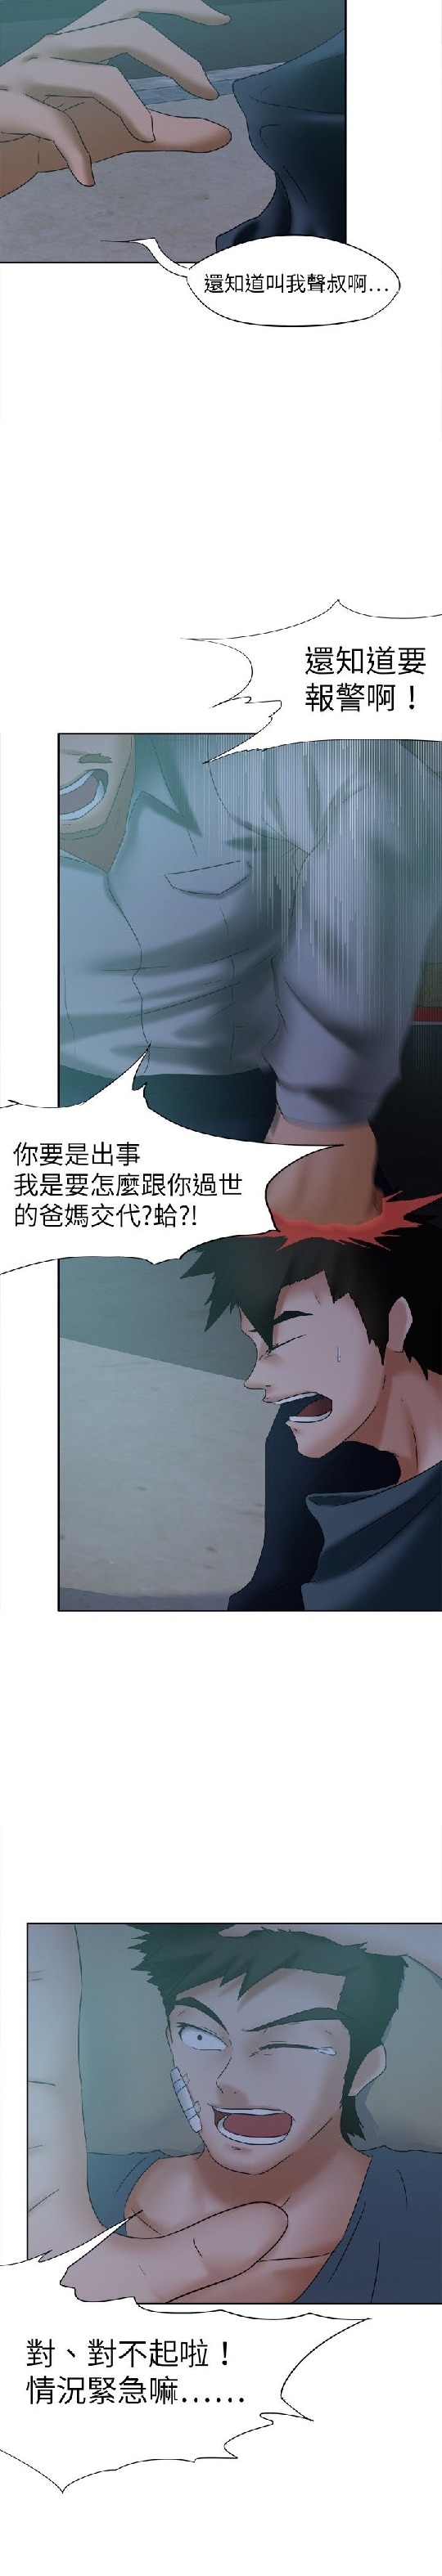 還知道叫我聲叔啊...
還知道要
報警啊！
你要是出事
我是要怎麼跟你過世
的爸媽交代?蛤?!
對、對不起啦！
情況緊急嘛......